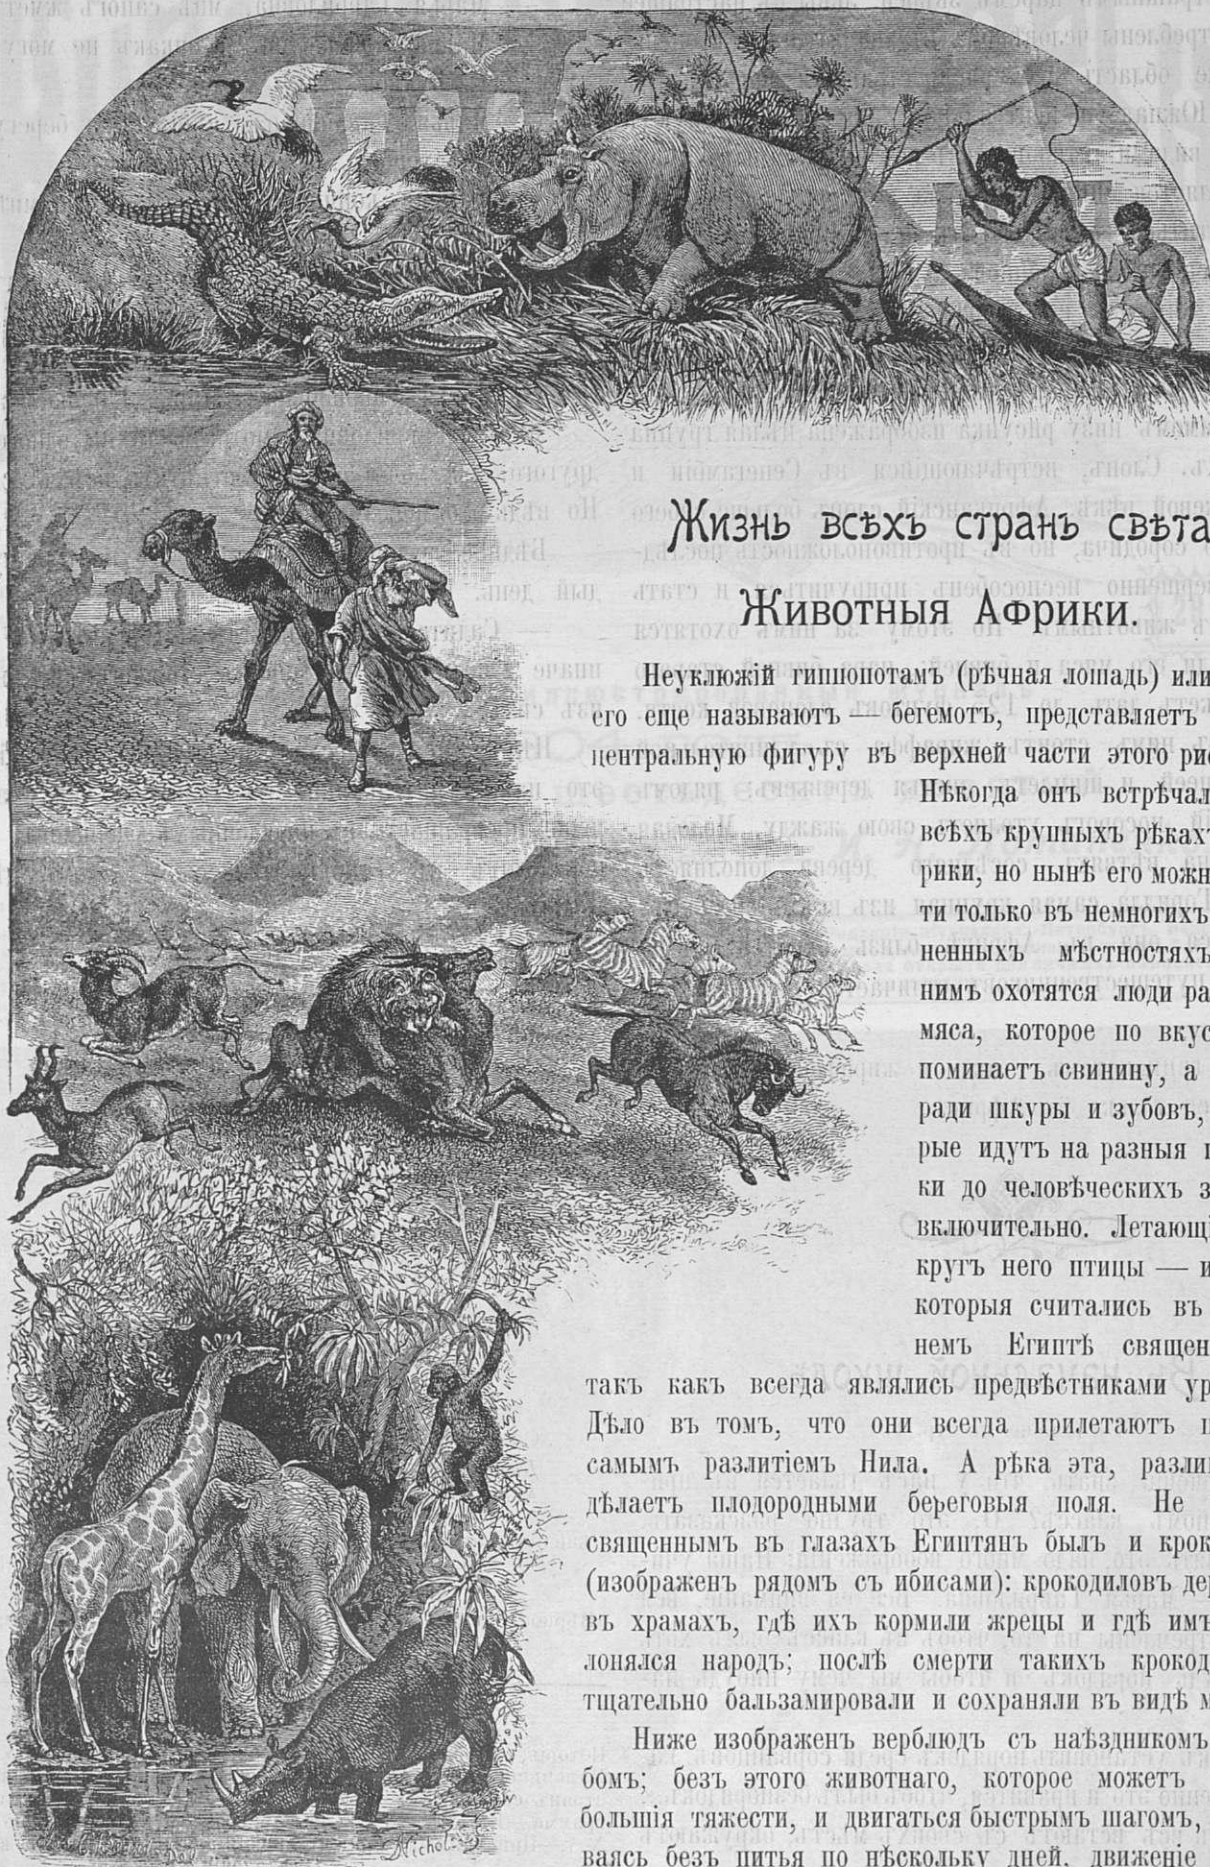 Жизнь всѣхъ странъ свѣта
Животныя Африки.
Неуклюжій гиппопотамъ (рѣчная лошадь) или
его еще называютъ — бегемотъ, представляетъ
центральную фигуру въ верхней части этого рис
Нѣкогда онъ встрѣчал
всѣхъ крупныхъ рѣкахъ
рики, но нынѣ его можн
ти только въ немногихъ
ненныхъ мѣстностяхъ
нимъ охотятся люди ра
мяса, которое по вкус
поминаетъ свинину, а
ради шкуры и зубовъ,
рые идутъ на разныя
ки до человѣческихъ з
включительно. Летающі
кругъ него птицы — и
которыя считались въ
немъ Египтѣ священ
такъ какъ всегда являлись предвѣстниками ур
Дѣло въ томъ, что они всегда прилетаютъ п
самымъ разлитіемъ Нила. А рѣка эта, разли
дѣлаетъ плодородными береговыя поля. Не
священнымъ въ глазахъ Египтянъ былъ и крок
(изображенъ рядомъ съ ибисами): крокодиловъ дер
въ храмахъ, гдѣ ихъ кормили жрецы и гдѣ имъ
лонялся народъ; послѣ смерти такихъ крокод
тщательно бальзамировали и сохраняли въ видѣ м
Ниже изображенъ верблюдъ съ наѣздникомъ
бомъ; безъ этого животнаго, которое можетъ
большія тяжести, и двигаться быстрымъ шагомъ,
ваясь безъ питья по нѣскольку дней, движеніе
Nichol